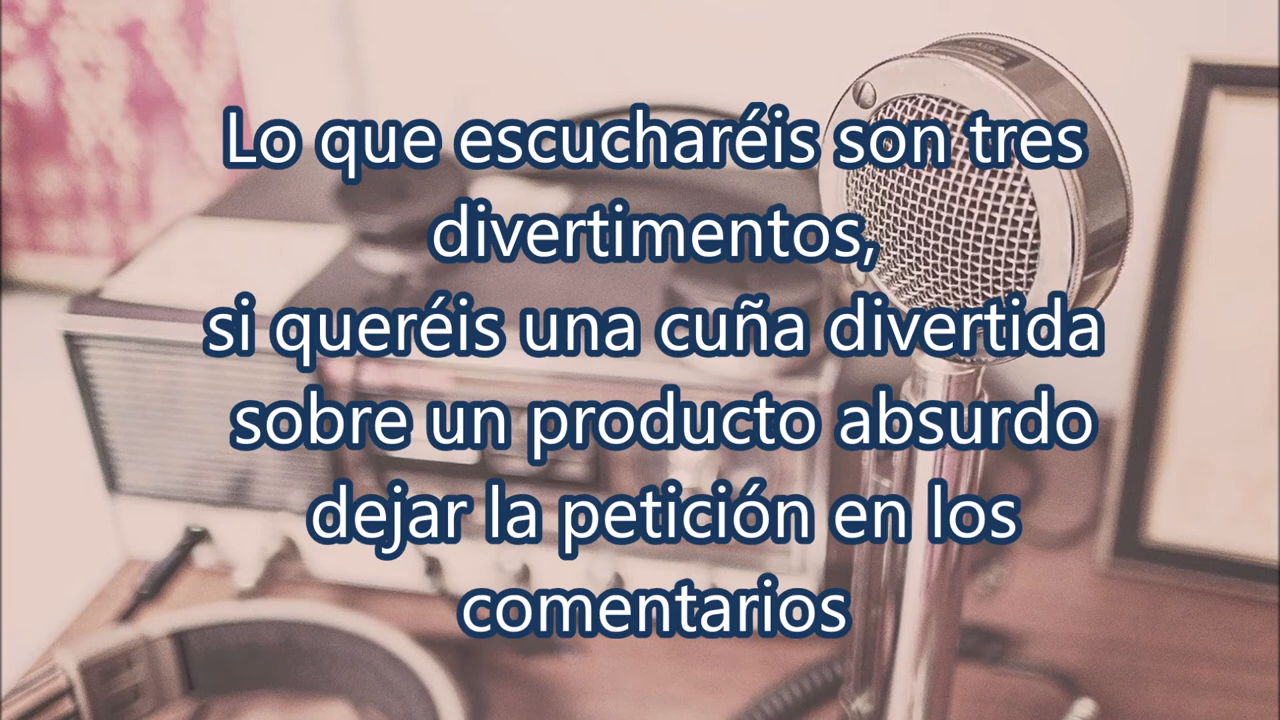 Lo que escucharéis son tres
divertimentos,
si queréis una cuña divertida
sobre un producto absurdo
dejar la petición en los
comentarios